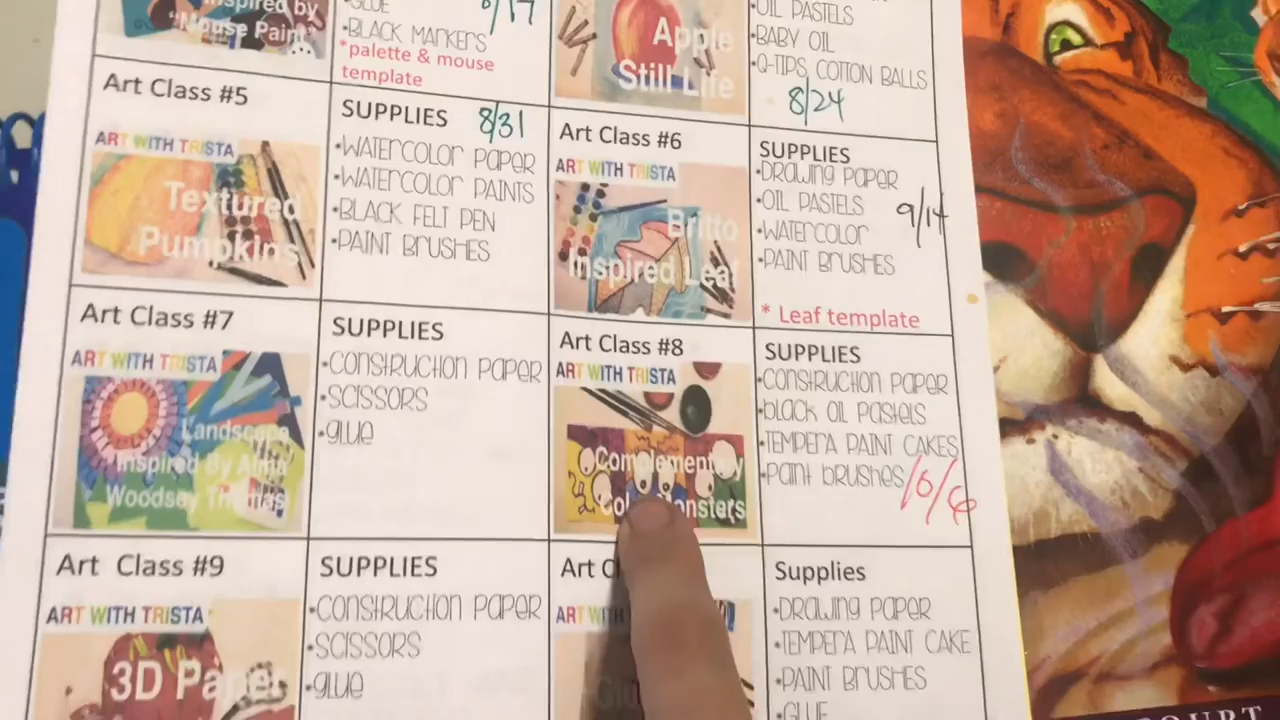 Inspired by
"Mouse Paint"
•GLUE
•BLACK MARKERS
*palette & mouse
template
8/17
Apple
Still Life
•OIL PASTELS
•BABY OIL
•Q-TIPS, COTTON BALLS
8/24
Art Class #5
ART WITH TRISTA
Textured
Pumpkins
SUPPLIES 8/31
•WATERCOLOR PAPER
•WATERCOLOR PAINTS
•BLACK FELT PEN
•PAINT BRUSHES
Art Class #6
ART WITH TRISTA
Britto
Inspired Leaf
SUPPLIES
•DRAWING PAPER
•OIL PASTELS 9/14
•WATERCOLOR
•PAINT BRUSHES
* Leaf template
Art Class #7
ART WITH TRISTA
Landscape
Inspired By Alma
Woodsey Thomas
SUPPLIES
•CONSTRUCTION PAPER
•SCISSORS
•glue
Art Class #8
ART WITH TRISTA
Complementary
Monsters
SUPPLIES
•CONSTRUCTION PAPER
•black oil pastels
•TEMPERA PAINT CAKES
•paint brushes 10/6
Art Class #9
ART WITH TRISTA
3D Paper
SUPPLIES
•CONSTRUCTION PAPER
•SCISSORS
•glue
Art
ART WITH
Supplies
•DRAWING PAPER
•TEMPERA PAINT CAKE
•PAINT BRUSHES
•GLUE